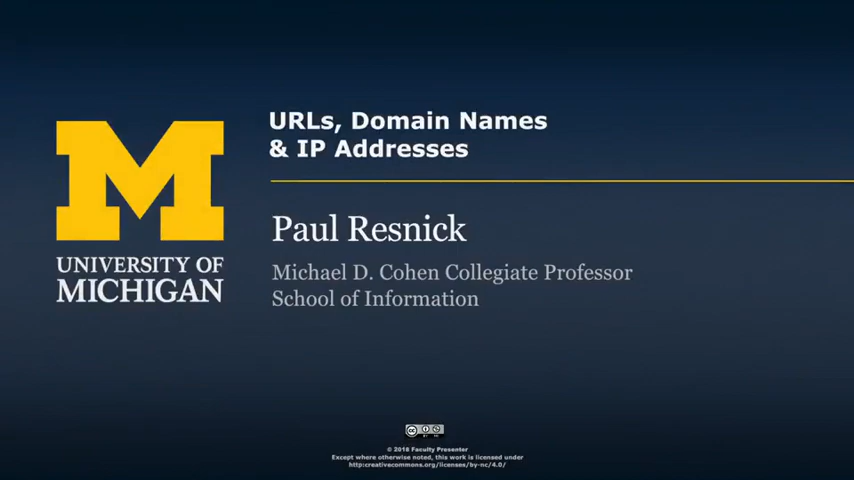 URLs, Domain Names
& IP Addresses
Paul Resnick
Michael D. Cohen Collegiate Professor
School of Information
M
UNIVERSITY OF
MICHIGAN
© 2018 Faculty Presenter
Except where otherwise noted, this work is licensed under
http:creativecommons.org/licenses/by-nc/4.0/